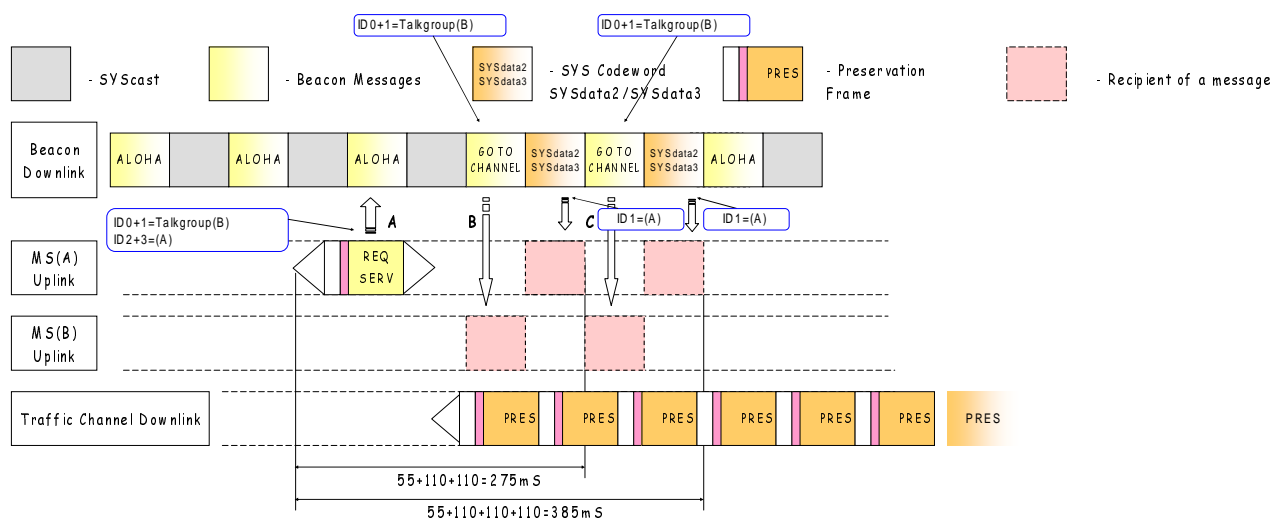 ID0+1=Talkgroup(B)
ID0+1=Talkgroup(B)
- SYScast
- Beacon Messages
SYSdata2
SYSdata3
- SYS Codeword
SYSdata2/SYSdata3
PRES
- Preservation
Frame
- Recipient of a message
Beacon
Downlink
ALOHA
ALOHA
ALOHA
GOTO
CHANNEL
SYSdata2
SYSdata3
GOTO
CHANNEL
SYSdata2
SYSdata3
ALOHA
ID0+1=Talkgroup(B)
ID2+3=(A)
A
B
C
ID1=(A)
ID1=(A)
MS(A)
Uplink
REQ
SERV
MS(B)
Uplink
Traffic Channel Downlink
PRES
PRES
PRES
PRES
PRES
PRES
PRES
55+110+110=275mS
55+110+110+110=385mS